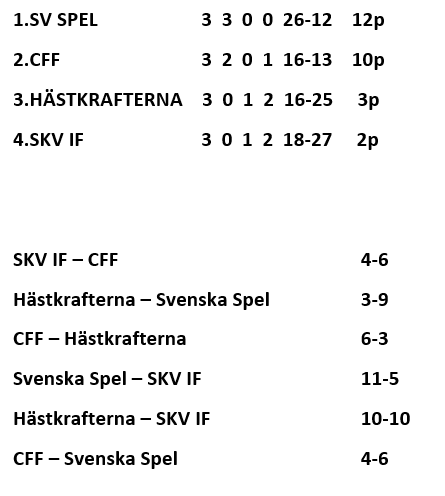 1.SV SPEL 3 3 0 0 26-12 12p
2.CFF 3 2 0 1 16-13 10p
3.HÄSTKRAFTERNA 3 0 1 2 16-25 3p
4.SKV IF 3 0 1 2 18-27 2p
SKV IF – CFF 4-6
Hästkrafterna – Svenska Spel 3-9
CFF – Hästkrafterna 6-3
Svenska Spel – SKV IF 11-5
Hästkrafterna – SKV IF 10-10
CFF – Svenska Spel 4-6